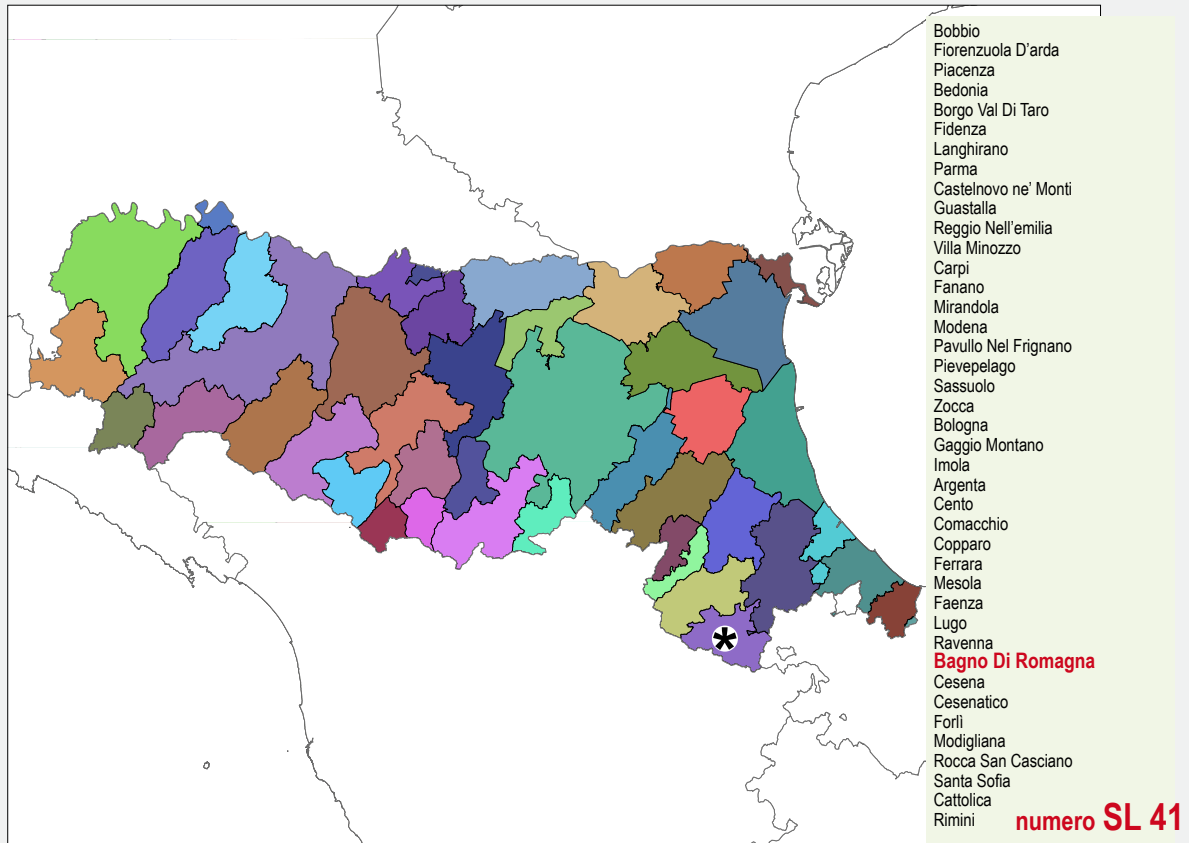 Bobbio
Fiorenzuola D'arda
Piacenza
Bedonia
Borgo Val Di Taro
Fidenza
Langhirano
Parma
Castelnovo ne' Monti
Guastalla
Reggio Nell'emilia
Villa Minozzo
Carpi
Fanano
Mirandola
Modena
Pavullo Nel Frignano
Pievepelago
Sassuolo
Zocca
Bologna
Gaggio Montano
Imola
Argenta
Cento
Comacchio
Copparo
Ferrara
Mesola
Faenza
Lugo
Ravenna
Bagno Di Romagna
Cesena
Cesenatico
Forlì
Modigliana
Rocca San Casciano
Santa Sofia
Cattolica
Rimini
numero SL 41
*